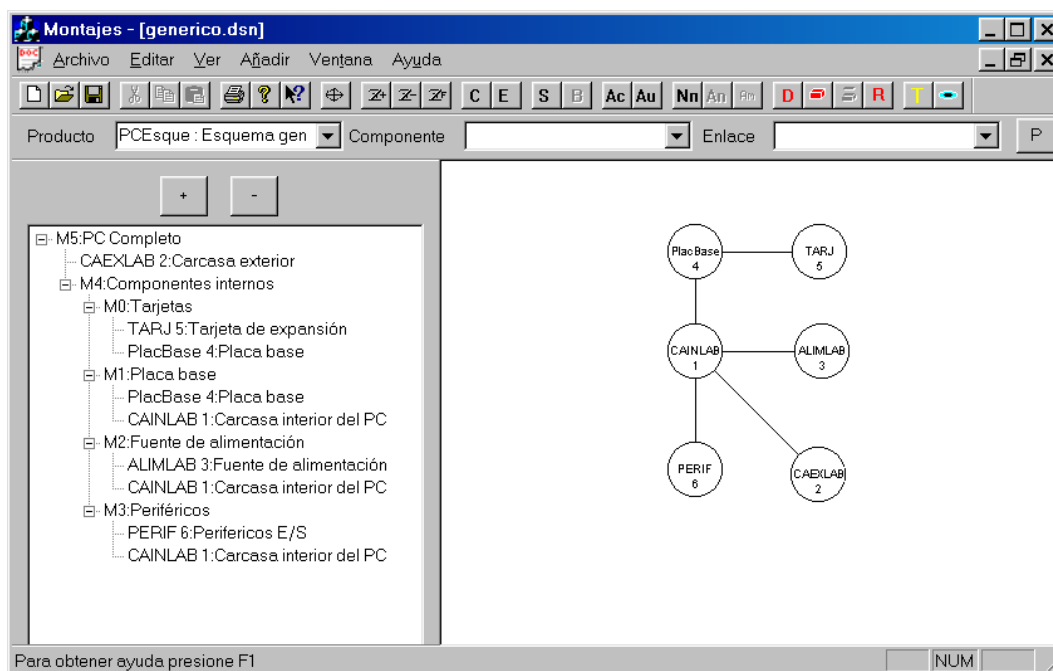 Montajes - [generico.dsn]
Archivo Editar Ver Añadir Ventana Ayuda
Z+ Z- ZF C E S B Ac Au Nn An Am D R T
Producto PCEsque : Esquema gen Componente Enlace P
+ -
M5:PC Completo
CAEXLAB 2:Carcasa exterior
M4:Componentes internos
M0:Tarjetas
TARJ 5:Tarjeta de expansión
PlacBase 4:Placa base
M1:Placa base
PlacBase 4:Placa base
CAINLAB 1:Carcasa interior del PC
M2:Fuente de alimentación
ALIMLAB 3:Fuente de alimentación
CAINLAB 1:Carcasa interior del PC
M3:Periféricos
PERIF 6:Perifericos E/S
CAINLAB 1:Carcasa interior del PC
PlacBase
4
TARJ
5
CAINLAB
1
ALIMLAB
3
PERIF
6
CAEXLAB
2
Para obtener ayuda presione F1
NUM